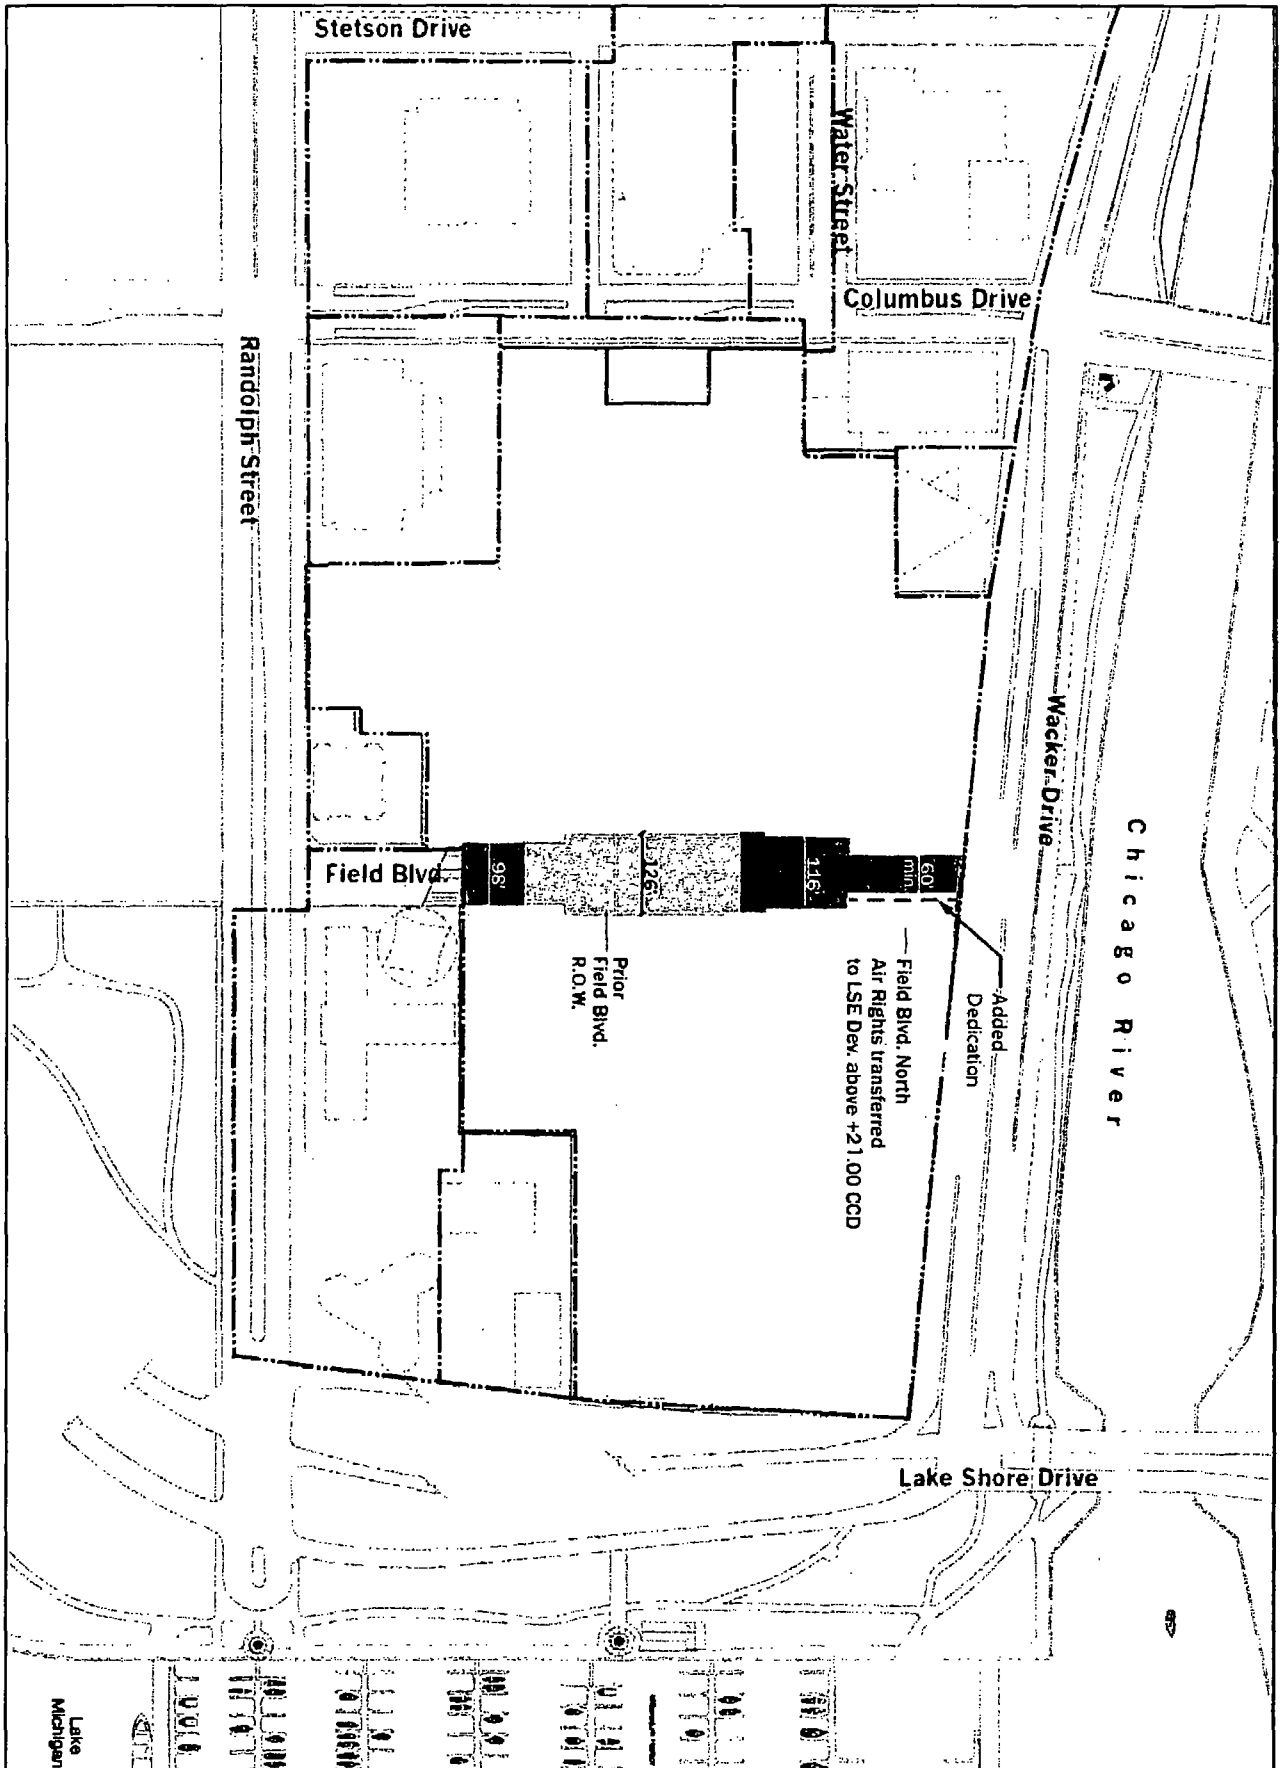 Stetson Drive
Water Street
Columbus Drive
Randolph Street
Wacker Drive
Chicago River
Field Blvd.
98'
126'
116'
60'
min.
Added
Dedication
Field Blvd. North
Air Rights transferred
to LSE Dev. above +21.00 CCD
Prior
Field Blvd.
R.O.W.
Lake Shore Drive
Lake
Michigan